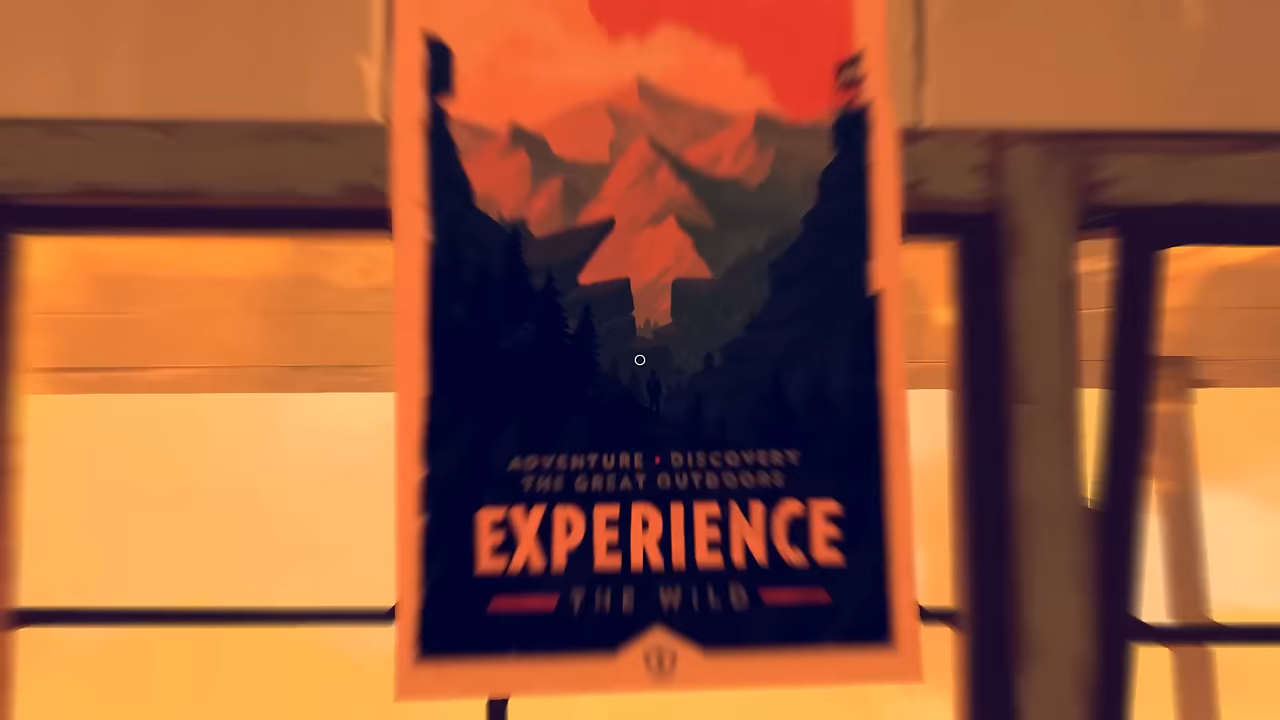 ADVENTURE • DISCOVERY
THE GREAT OUTDOORS
EXPERIENCE
THE WILD